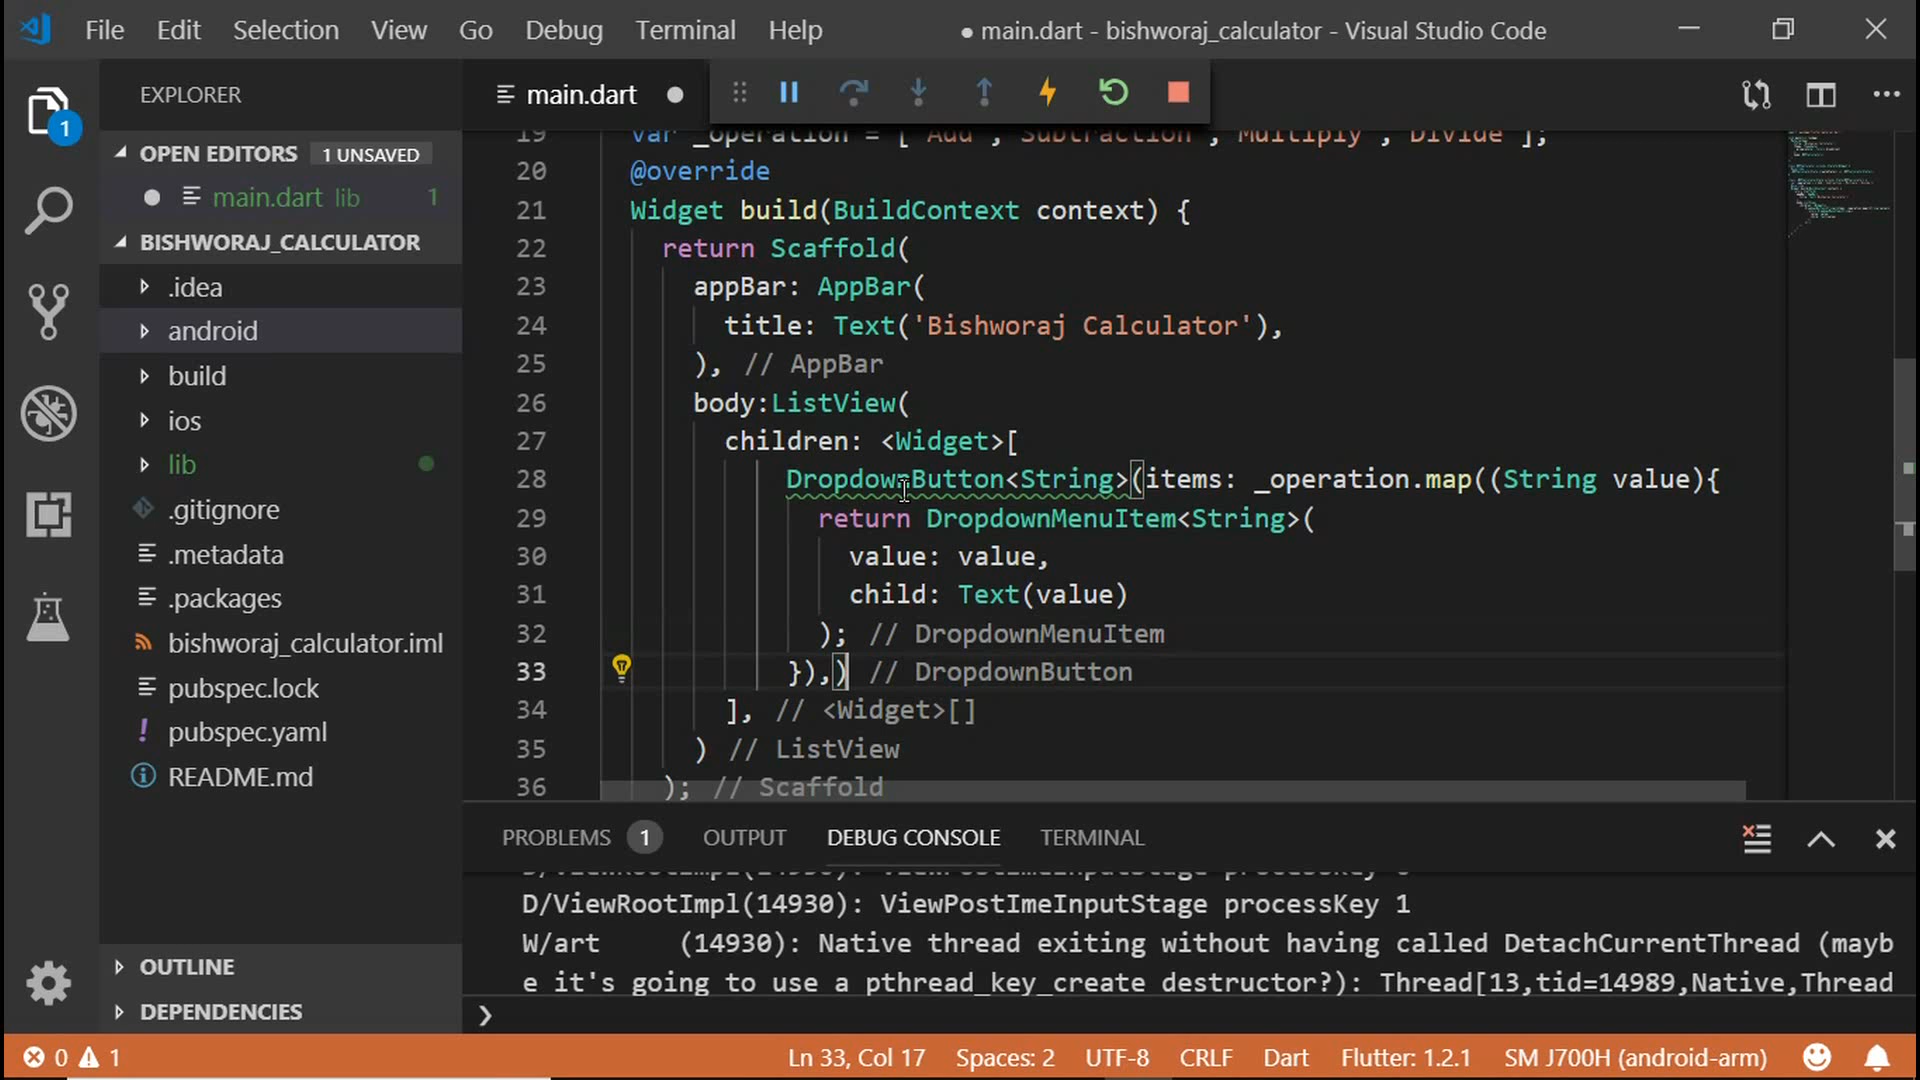 File Edit Selection View Go Debug Terminal Help
● main.dart - bishworaj_calculator - Visual Studio Code
EXPLORER
main.dart
OPEN EDITORS 1 UNSAVED
main.dart lib 1
BISHWORAJ_CALCULATOR
.idea
android
build
ios
lib
.gitignore
.metadata
.packages
bishworaj_calculator.iml
pubspec.lock
pubspec.yaml
README.md
OUTLINE
DEPENDENCIES
1
19 var _operation = ['Add','Subtraction','Multiply','Divide'];
20 @override
21 Widget build(BuildContext context) {
22 return Scaffold(
23 appBar: AppBar(
24 title: Text('Bishworaj Calculator'),
25 ), // AppBar
26 body:ListView(
27 children: <Widget>[
28 DropdownButton<String>(items: _operation.map((String value){
29 return DropdownMenuItem<String>(
30 value: value,
31 child: Text(value)
32 ); // DropdownMenuItem
33 }),) // DropdownButton
34 ], // <Widget>[]
35 ) // ListView
36 ); // Scaffold
PROBLEMS 1 OUTPUT DEBUG CONSOLE TERMINAL
D/ViewRootImpl(14930): ViewPostImeInputStage processKey 1
W/art (14930): Native thread exiting without having called DetachCurrentThread (mayb
e it's going to use a pthread_key_create destructor?): Thread[13,tid=14989,Native,Thread
❯
0 1 Ln 33, Col 17 Spaces: 2 UTF-8 CRLF Dart Flutter: 1.2.1 SM J700H (android-arm)